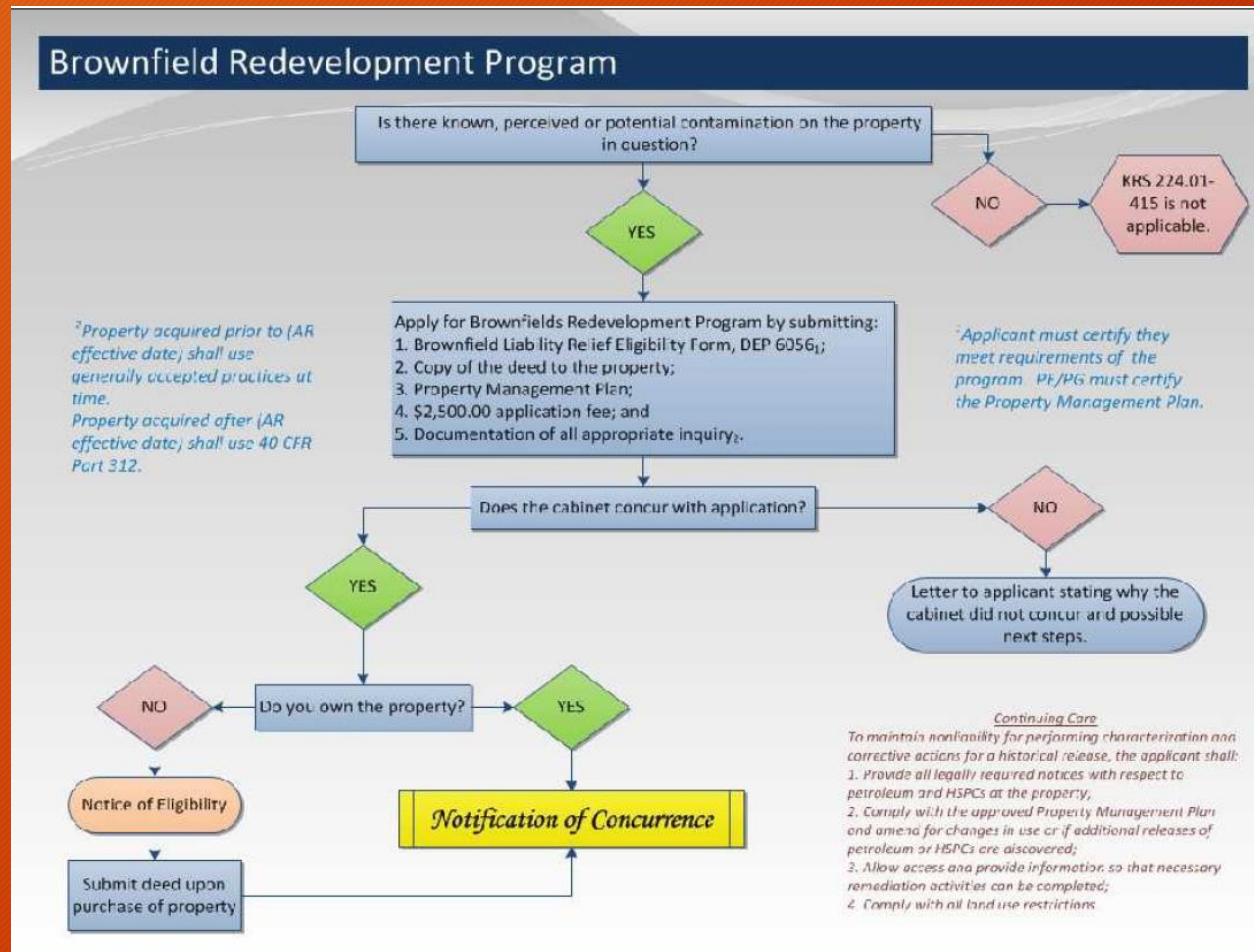 Brownfield Redevelopment Program
Is there known, perceived or potential contamination on the property
in question?
NO
KRS 224.01-
415 is not
applicable.
YES
²Property acquired prior to (AR
effective date) shall use
generally accepted practices at
time.
Property acquired after (AR
effective date) shall use 40 CFR
Part 312.
Apply for Brownfields Redevelopment Program by submitting:
1. Brownfield Liability Relief Eligibility Form, DEP 6056₁;
2. Copy of the deed to the property;
3. Property Management Plan;
4. $2,500.00 application fee; and
5. Documentation of all appropriate inquiry₂.
¹Applicant must certify they
meet requirements of the
program. PE/PG must certify
the Property Management Plan.
Does the cabinet concur with application?
NO
YES
Letter to applicant stating why the
cabinet did not concur and possible
next steps.
NO
Do you own the property?
YES
Notice of Eligibility
Notification of Concurrence
Submit deed upon
purchase of property
Continuing Care
To maintain nonliability for performing characterization and
corrective actions for a historical release, the applicant shall:
1. Provide all legally required notices with respect to
petroleum and HSPCs at the property;
2. Comply with the approved Property Management Plan
and amend for changes in use or if additional releases of
petroleum or HSPCs are discovered;
3. Allow access and provide information so that necessary
remediation activities can be completed;
4. Comply with all land use restrictions